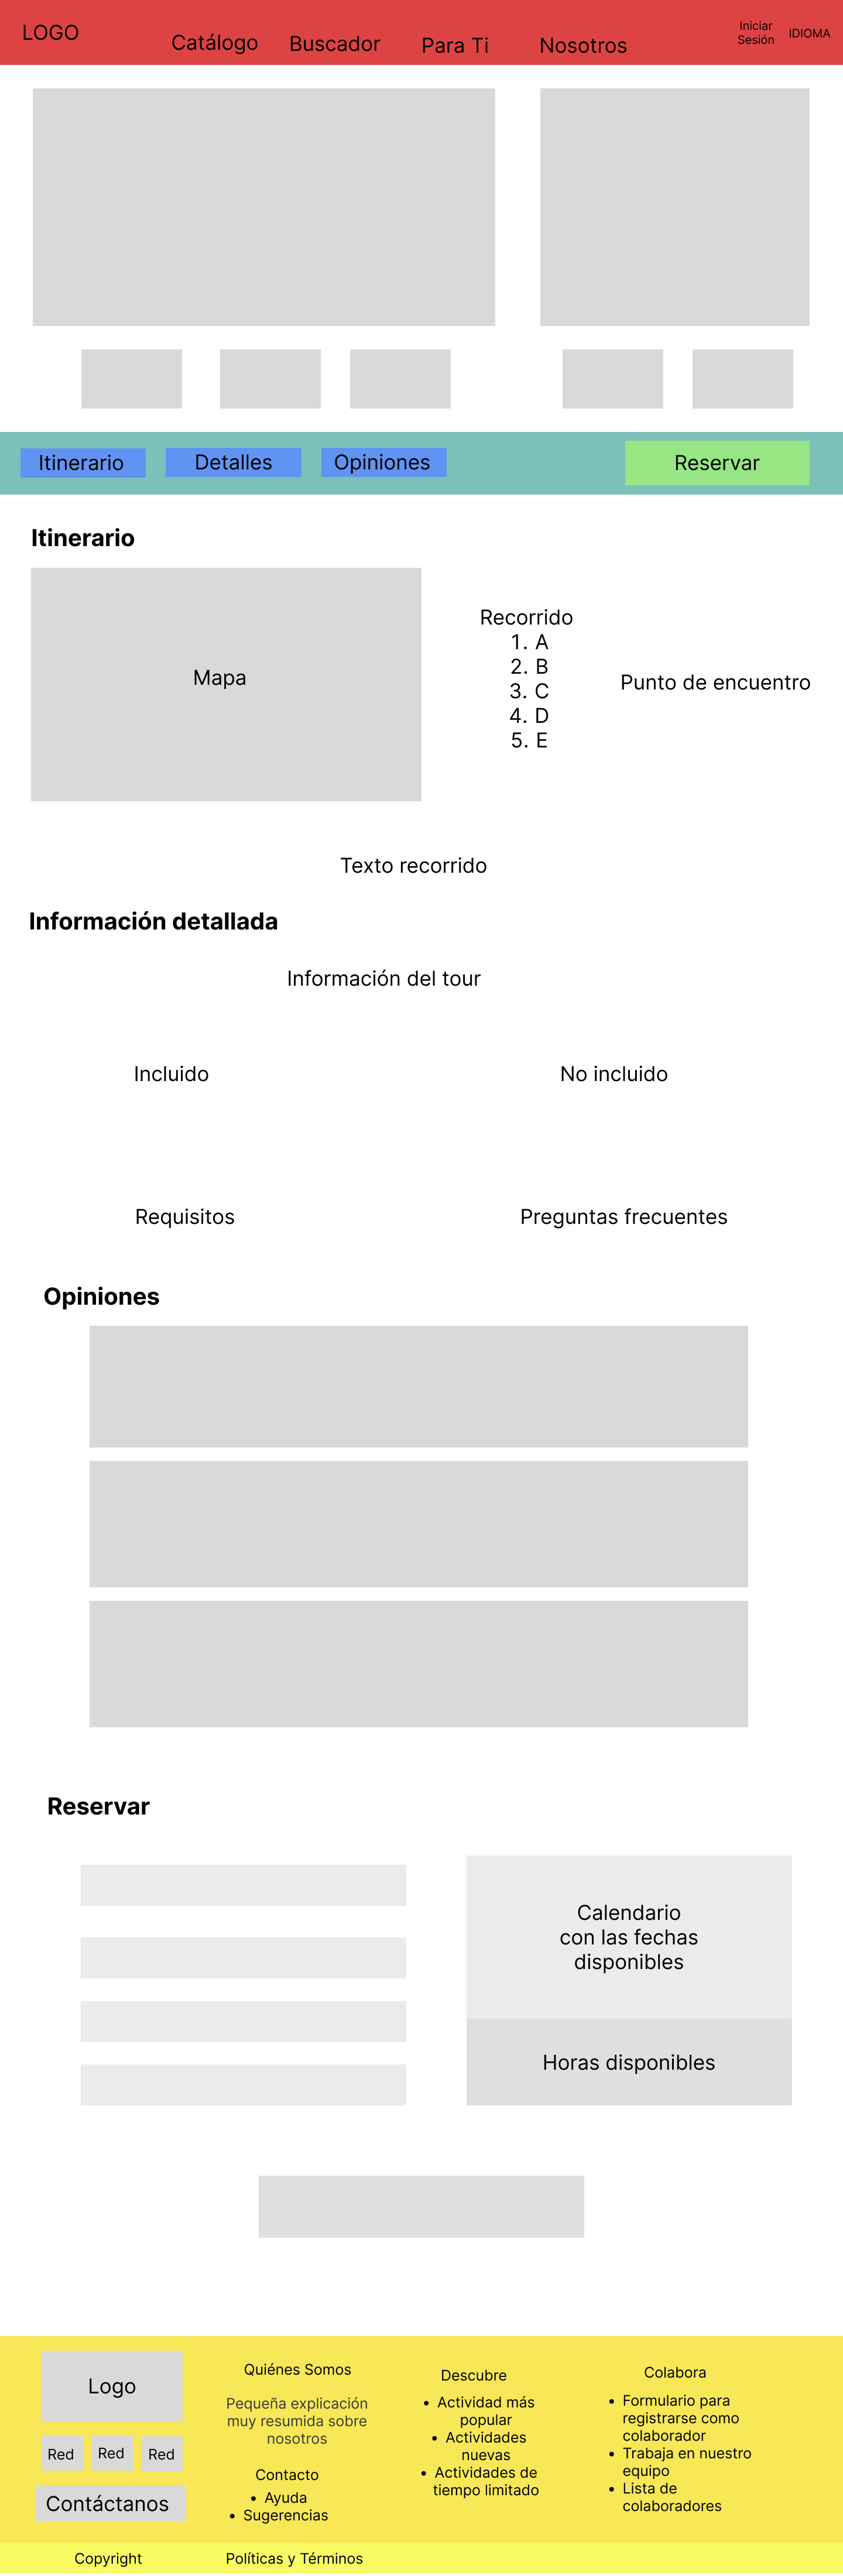 LOGO
Catálogo
Buscador
Para Ti
Nosotros
Iniciar
Sesión
IDIOMA
Itinerario
Detalles
Opiniones
Reservar
Itinerario
Mapa
Recorrido
1. A
2. B
3. C
4. D
5. E
Punto de encuentro
Texto recorrido
Información detallada
Información del tour
Incluido
No incluido
Requisitos
Preguntas frecuentes
Opiniones
Reservar
Calendario
con las fechas
disponibles
Horas disponibles
Logo
Red
Red
Red
Contáctanos
Quiénes Somos
Pequeña explicación
muy resumida sobre
nosotros
Contacto
• Ayuda
• Sugerencias
Descubre
• Actividad más
popular
• Actividades
nuevas
• Actividades de
tiempo limitado
Colabora
• Formulario para
registrarse como
colaborador
• Trabaja en nuestro
equipo
• Lista de
colaboradores
Copyright
Políticas y Términos